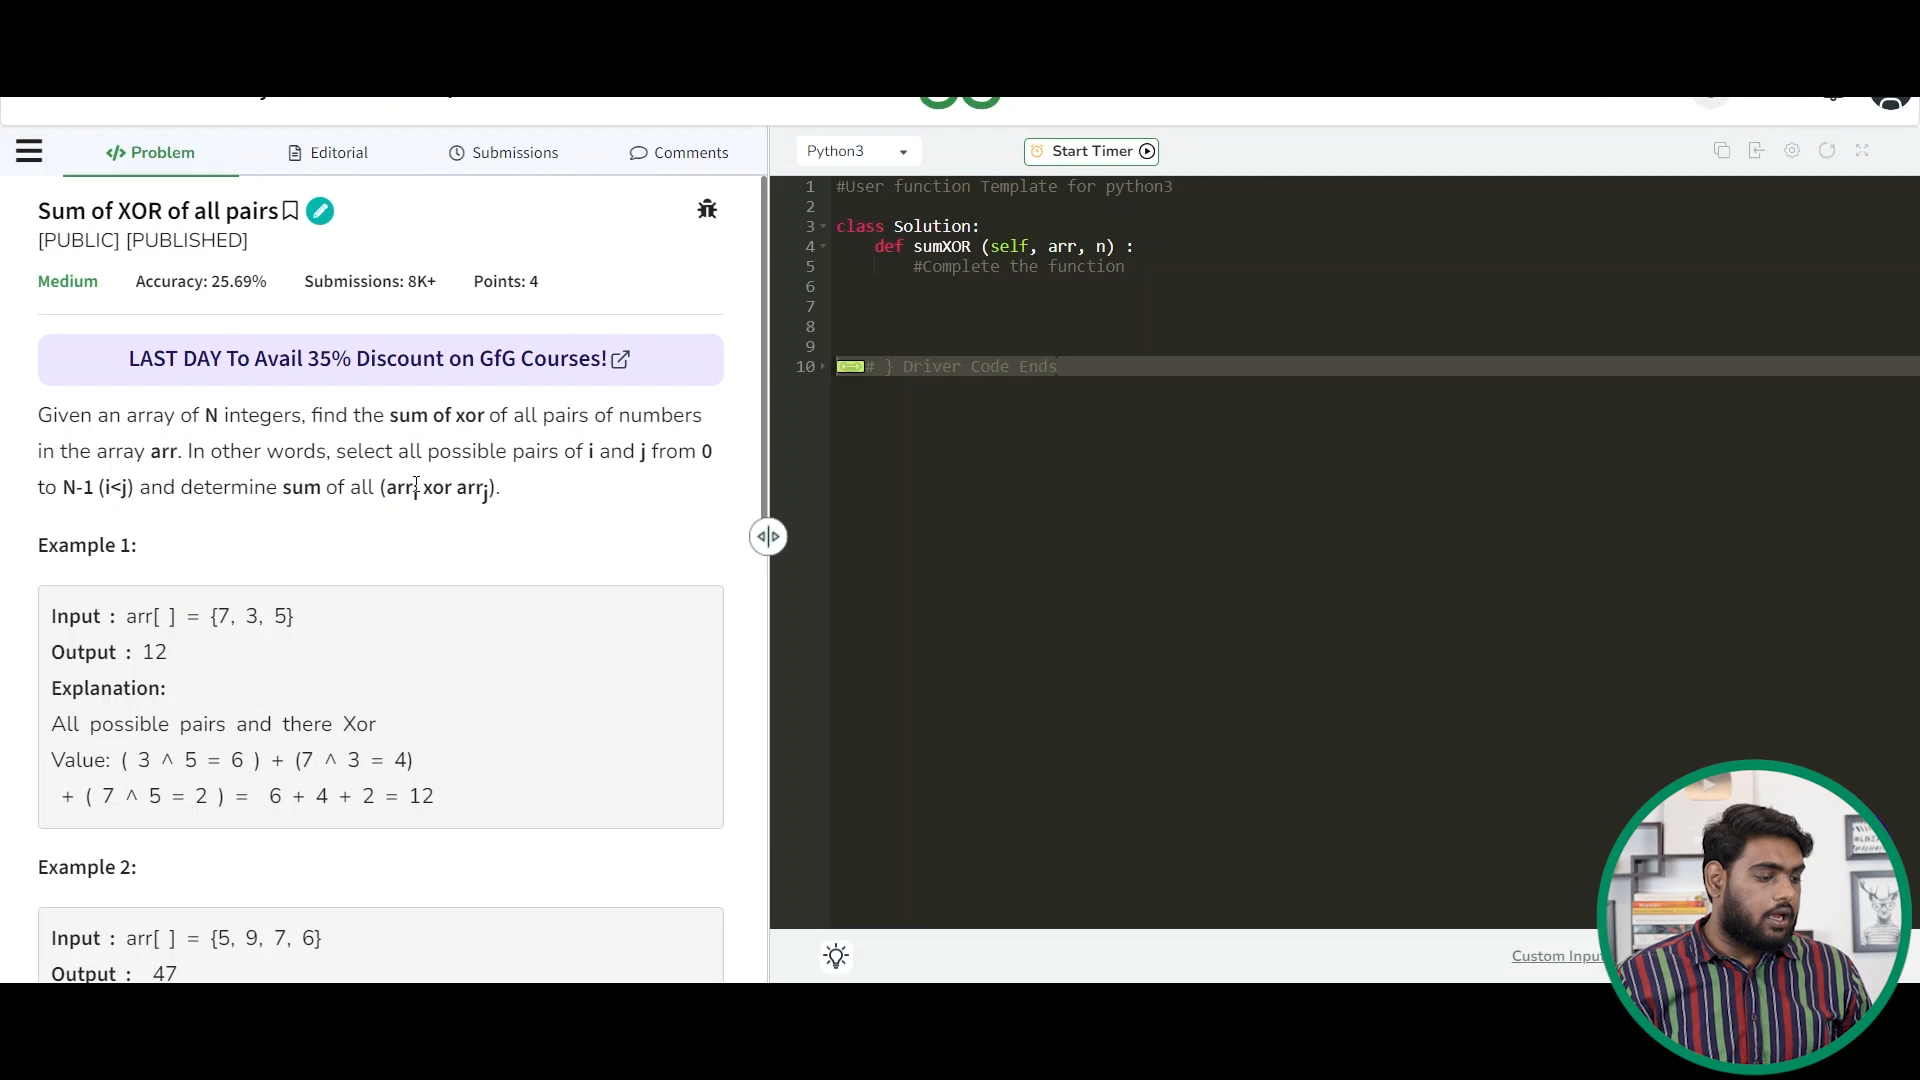 Problem
Editorial
Submissions
Comments
Python3
Start Timer
Sum of XOR of all pairs
[PUBLIC] [PUBLISHED]
Medium Accuracy: 25.69% Submissions: 8K+ Points: 4
LAST DAY To Avail 35% Discount on GfG Courses!
Given an array of N integers, find the sum of xor of all pairs of numbers
in the array arr. In other words, select all possible pairs of i and j from 0
to N-1 (i<j) and determine sum of all (arri xor arrj).
Example 1:
Input : arr[ ] = {7, 3, 5}
Output : 12
Explanation:
All possible pairs and there Xor
Value: ( 3 ^ 5 = 6 ) + (7 ^ 3 = 4)
+ ( 7 ^ 5 = 2 ) = 6 + 4 + 2 = 12
Example 2:
Input : arr[ ] = {5, 9, 7, 6}
Output : 47
1 #User function Template for python3
2
3 class Solution:
4 def sumXOR (self, arr, n) :
5 #Complete the function
6
7
8
9
10 # } Driver Code Ends
Custom Input